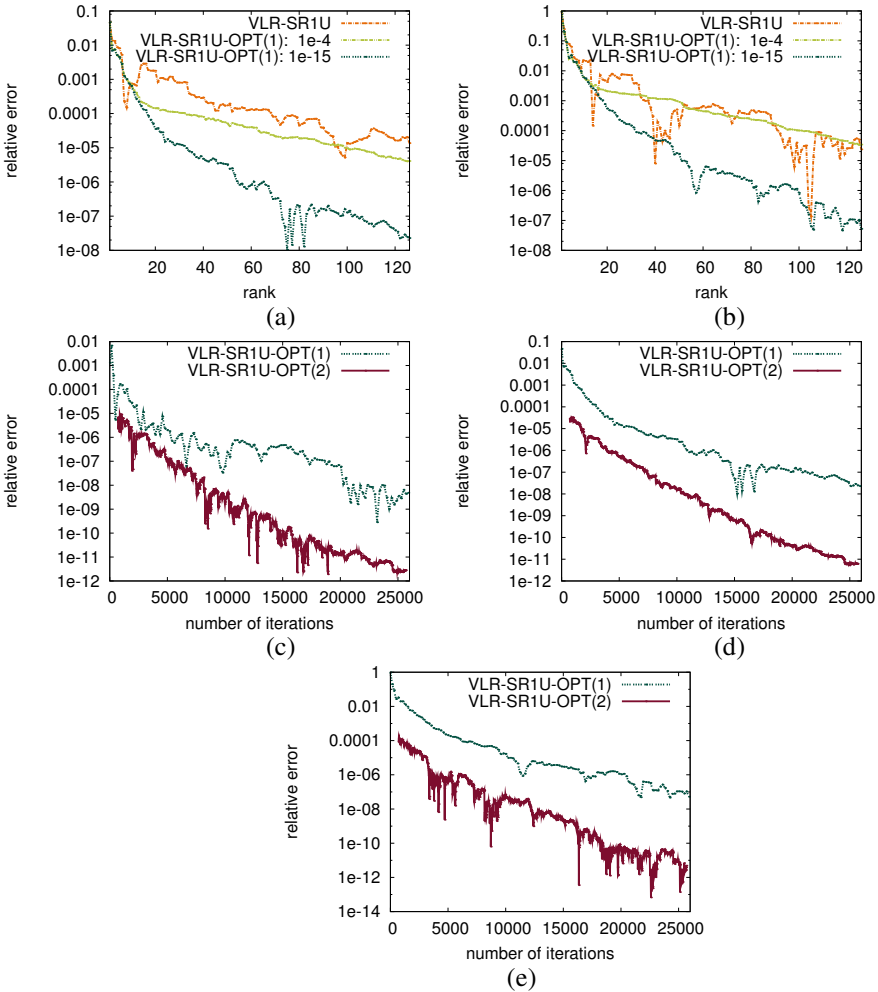 VLR-SR1U
VLR-SR1U-OPT(1): 1e-4
VLR-SR1U-OPT(1): 1e-15
0.1
0.01
0.001
0.0001
1e-05
1e-06
1e-07
1e-08
relative error
20 40 60 80 100 120
rank
(a)
VLR-SR1U
VLR-SR1U-OPT(1): 1e-4
VLR-SR1U-OPT(1): 1e-15
1
0.1
0.01
0.001
0.0001
1e-05
1e-06
1e-07
1e-08
relative error
20 40 60 80 100 120
rank
(b)
VLR-SR1U-OPT(1)
VLR-SR1U-OPT(2)
0.01
0.001
0.0001
1e-05
1e-06
1e-07
1e-08
1e-09
1e-10
1e-11
1e-12
relative error
0 5000 10000 15000 20000 25000
number of iterations
(c)
VLR-SR1U-OPT(1)
VLR-SR1U-OPT(2)
0.1
0.01
0.001
0.0001
1e-05
1e-06
1e-07
1e-08
1e-09
1e-10
1e-11
1e-12
relative error
0 5000 10000 15000 20000 25000
number of iterations
(d)
VLR-SR1U-OPT(1)
VLR-SR1U-OPT(2)
1
0.01
0.0001
1e-06
1e-08
1e-10
1e-12
1e-14
relative error
0 5000 10000 15000 20000 25000
number of iterations
(e)